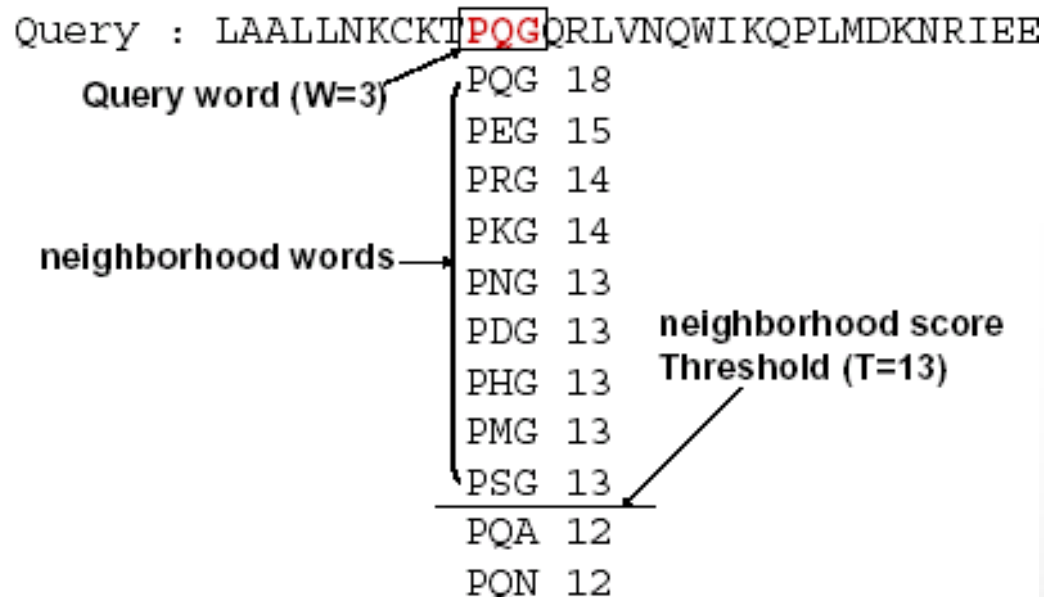 Query : LAALLNKCKTPQGQRLVNQWIKQPLMDKNRIEE
Query word (W=3)
PQG 18
PEG 15
PRG 14
PKG 14
neighborhood words
PNG 13
PDG 13
neighborhood score
Threshold (T=13)
PHG 13
PMG 13
PSG 13
PQA 12
PQN 12